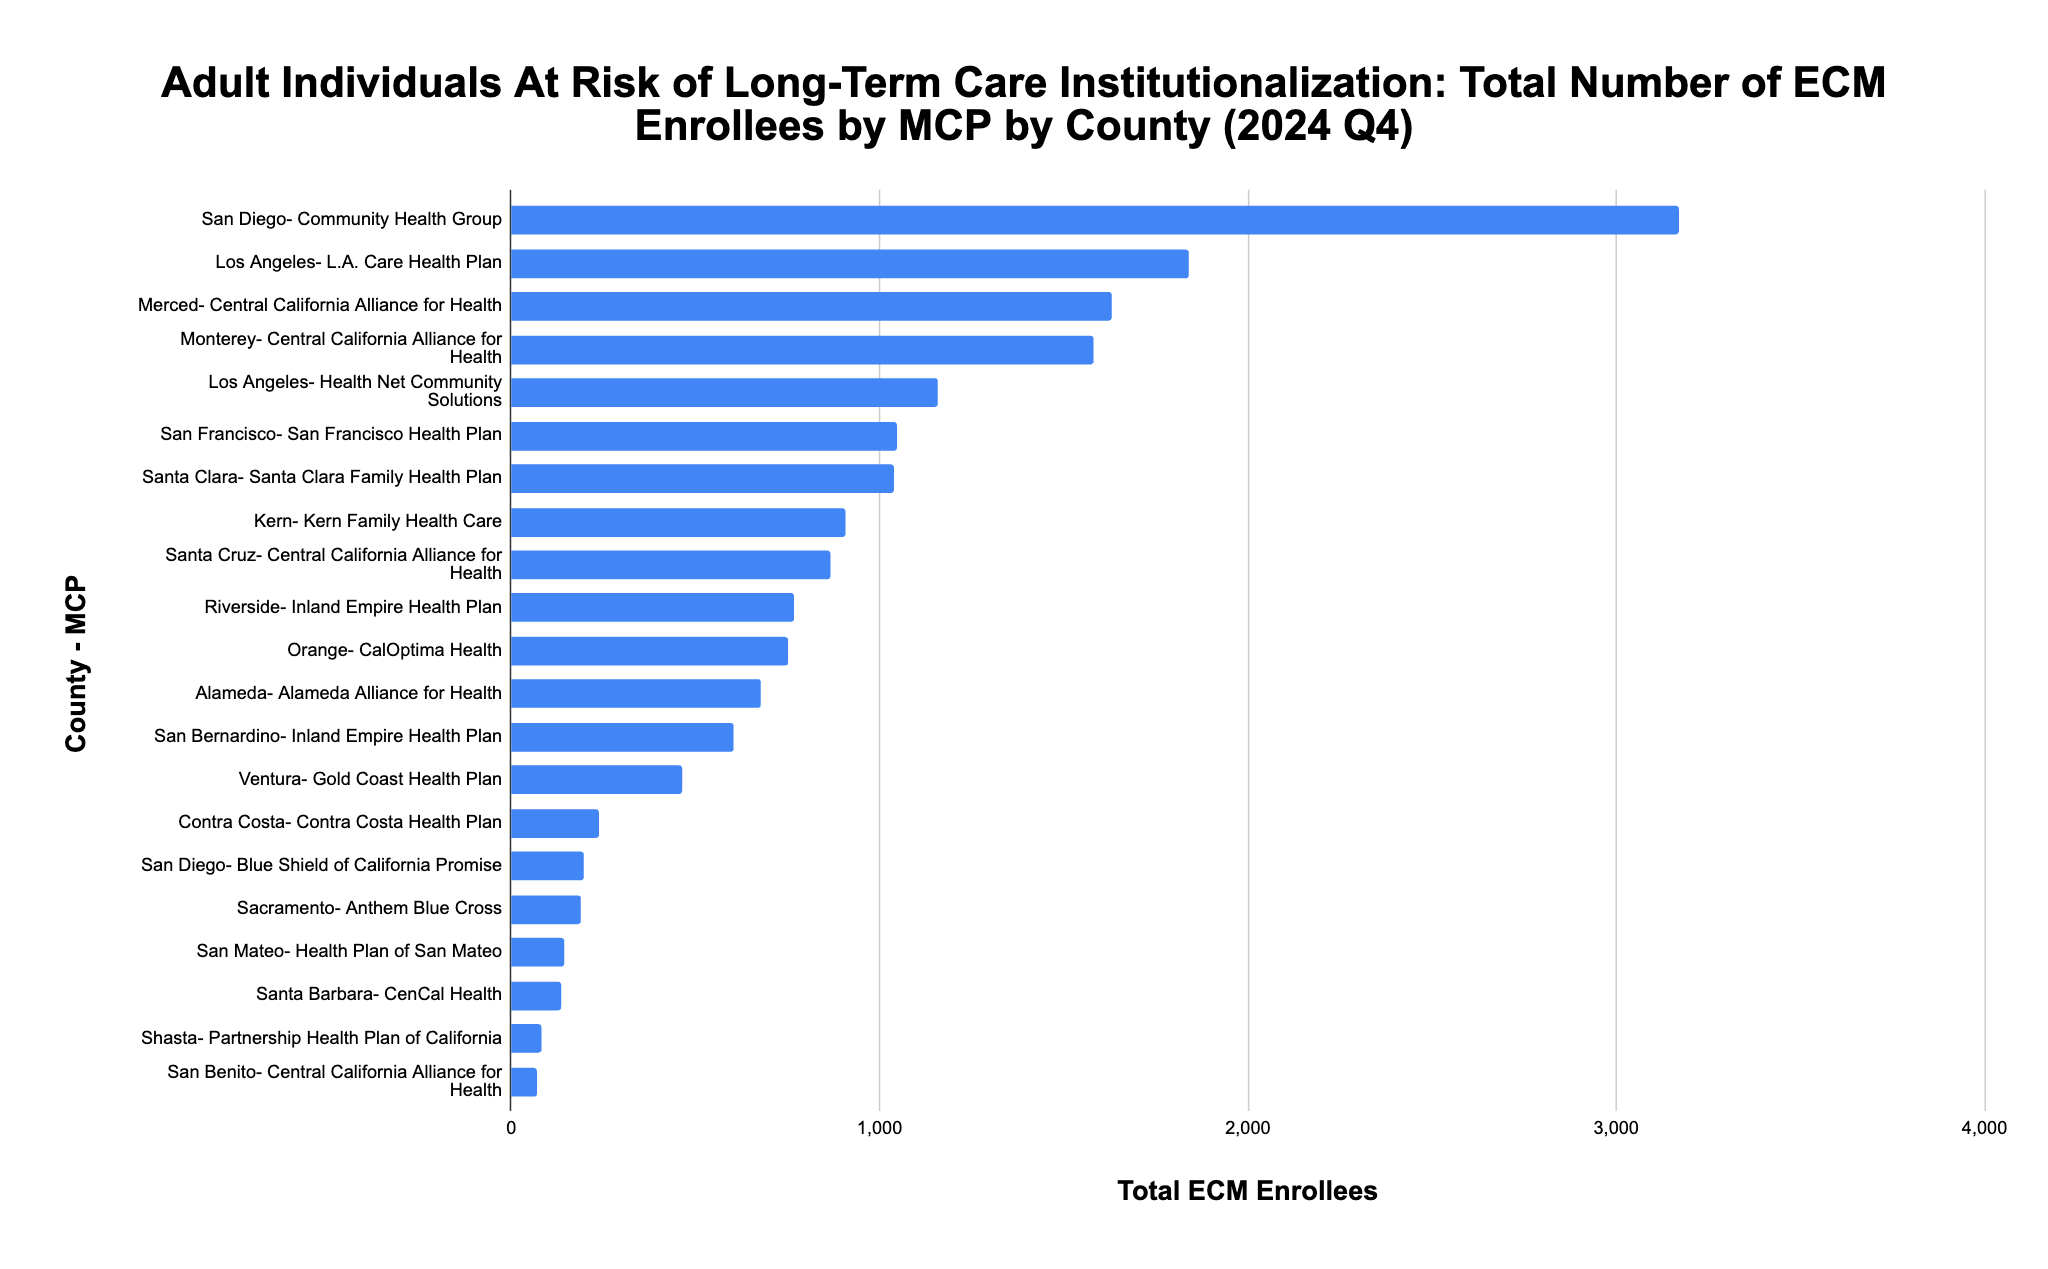 Adult Individuals At Risk of Long-Term Care Institutionalization: Total Number of ECM
Enrollees by MCP by County (2024 Q4)
County - MCP
San Diego- Community Health Group
Los Angeles- L.A. Care Health Plan
Merced- Central California Alliance for Health
Monterey- Central California Alliance for
Health
Los Angeles- Health Net Community
Solutions
San Francisco- San Francisco Health Plan
Santa Clara- Santa Clara Family Health Plan
Kern- Kern Family Health Care
Santa Cruz- Central California Alliance for
Health
Riverside- Inland Empire Health Plan
Orange- CalOptima Health
Alameda- Alameda Alliance for Health
San Bernardino- Inland Empire Health Plan
Ventura- Gold Coast Health Plan
Contra Costa- Contra Costa Health Plan
San Diego- Blue Shield of California Promise
Sacramento- Anthem Blue Cross
San Mateo- Health Plan of San Mateo
Santa Barbara- CenCal Health
Shasta- Partnership Health Plan of California
San Benito- Central California Alliance for
Health
0 1,000 2,000 3,000 4,000
Total ECM Enrollees